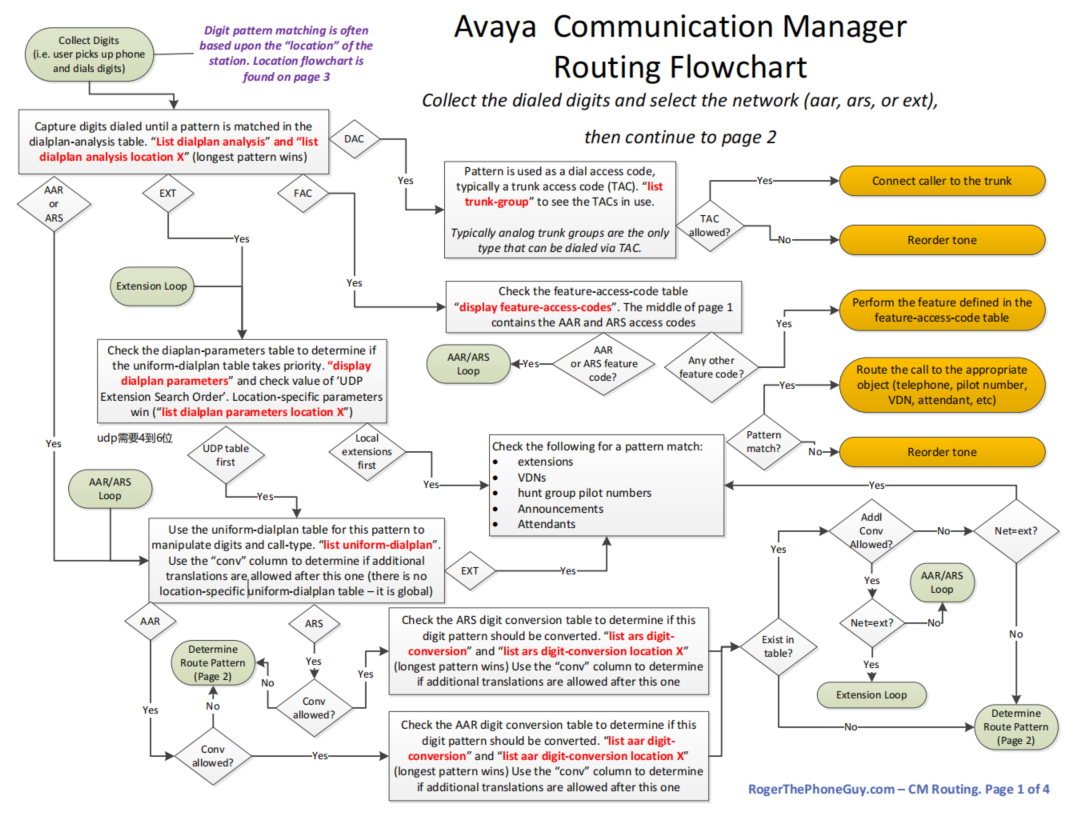 Avaya Communication Manager
Routing Flowchart
Collect the dialed digits and select the network (aar, ars, or ext),
then continue to page 2
Collect Digits
(i.e. user picks up phone
and dials digits)
Digit pattern matching is often
based upon the “location” of the
station. Location flowchart is
found on page 3
Capture digits dialed until a pattern is matched in the
dialplan-analysis table. “List dialplan analysis” and “list
dialplan analysis location X” (longest pattern wins)
DAC
Yes
AAR
or
ARS
EXT
FAC
Yes
Yes
Yes
Pattern is used as a dial access code,
typically a trunk access code (TAC). “list
trunk-group” to see the TACs in use.
Typically analog trunk groups are the only
type that can be dialed via TAC.
TAC
allowed?
Yes
No
Connect caller to the trunk
Reorder tone
Extension Loop
Check the feature-access-code table
“display feature-access-codes”. The middle of page 1
contains the AAR and ARS access codes
AAR/ARS
Loop
Yes
AAR
or ARS feature
code?
Any other
feature code?
Yes
Perform the feature defined in the
feature-access-code table
Check the diaplan-parameters table to determine if
the uniform-dialplan table takes priority. “display
dialplan parameters” and check value of ‘UDP
Extension Search Order’. Location-specific parameters
win (“list dialplan parameters location X”)
udp需要4到6位
UDP table
first
Local
extensions
first
Yes
Yes
Check the following for a pattern match:
• extensions
• VDNs
• hunt group pilot numbers
• Announcements
• Attendants
Pattern
match?
Yes
No
Route the call to the appropriate
object (telephone, pilot number,
VDN, attendant, etc)
Reorder tone
AAR/ARS
Loop
Use the uniform-dialplan table for this pattern to
manipulate digits and call-type. “list uniform-dialplan”.
Use the “conv” column to determine if additional
translations are allowed after this one (there is no
location-specific uniform-dialplan table – it is global)
EXT
Yes
AAR
ARS
Yes
Yes
Determine
Route Pattern
(Page 2)
No
No
Conv
allowed?
Yes
Conv
allowed?
Yes
Check the ARS digit conversion table to determine if this
digit pattern should be converted. “list ars digit-
conversion” and “list ars digit-conversion location X”
(longest pattern wins) Use the “conv” column to determine
if additional translations are allowed after this one
Check the AAR digit conversion table to determine if this
digit pattern should be converted. “list aar digit-
conversion” and “list aar digit-conversion location X”
(longest pattern wins) Use the “conv” column to determine
if additional translations are allowed after this one
Exist in
table?
Yes
No
Addl
Conv
Allowed?
No
Yes
Net=ext?
Yes
No
Net=ext?
No
Yes
AAR/ARS
Loop
Extension Loop
Determine
Route Pattern
(Page 2)
RogerThePhoneGuy.com – CM Routing. Page 1 of 4